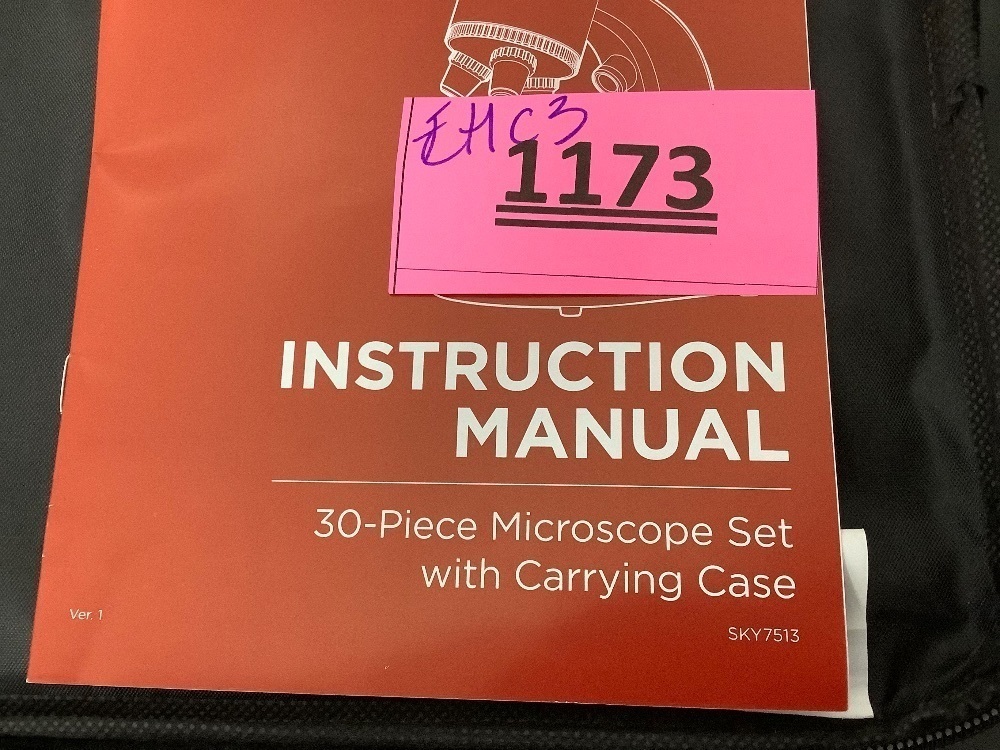 EHC3
1173
INSTRUCTION
MANUAL
30-Piece Microscope Set
with Carrying Case
Ver. 1
SKY7513